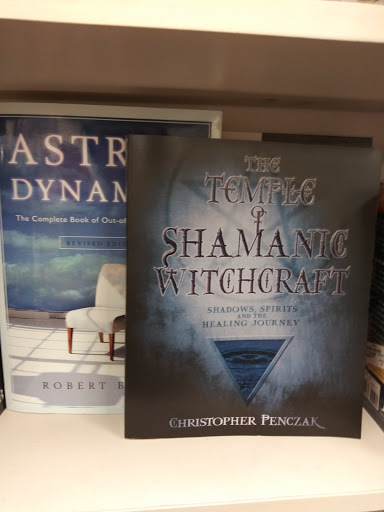 ASTR
DYNAM
The Complete Book of Out-of
REVISED EDI
ROBERT B
THE
TEMPLE
OF
SHAMANIC
WITCHCRAFT
SHADOWS, SPIRITS
AND THE
HEALING JOURNEY
CHRISTOPHER PENCZAK